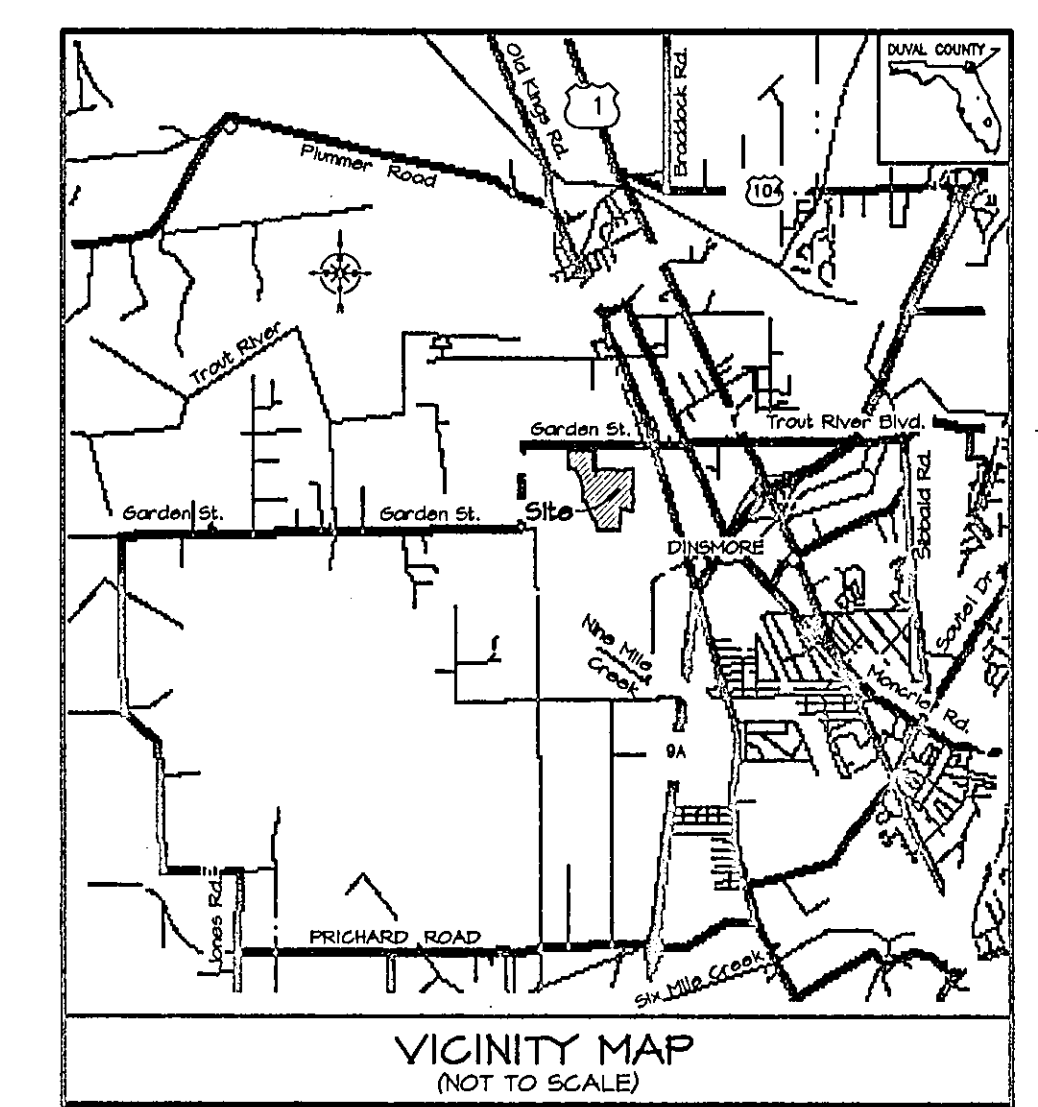 DUVAL COUNTY
Old Kings Rd.
1
Braddock Rd.
Plummer Road
104
Trout River
Garden St.
Trout River Blvd.
Garden St.
Garden St.
Site
Sibbald Rd.
DINSMORE
Soutel Dr
Nine Mile
Creek
Moncrief Rd.
9A
Jones Rd.
PRICHARD ROAD
Six Mile Creek
VICINITY MAP
(NOT TO SCALE)